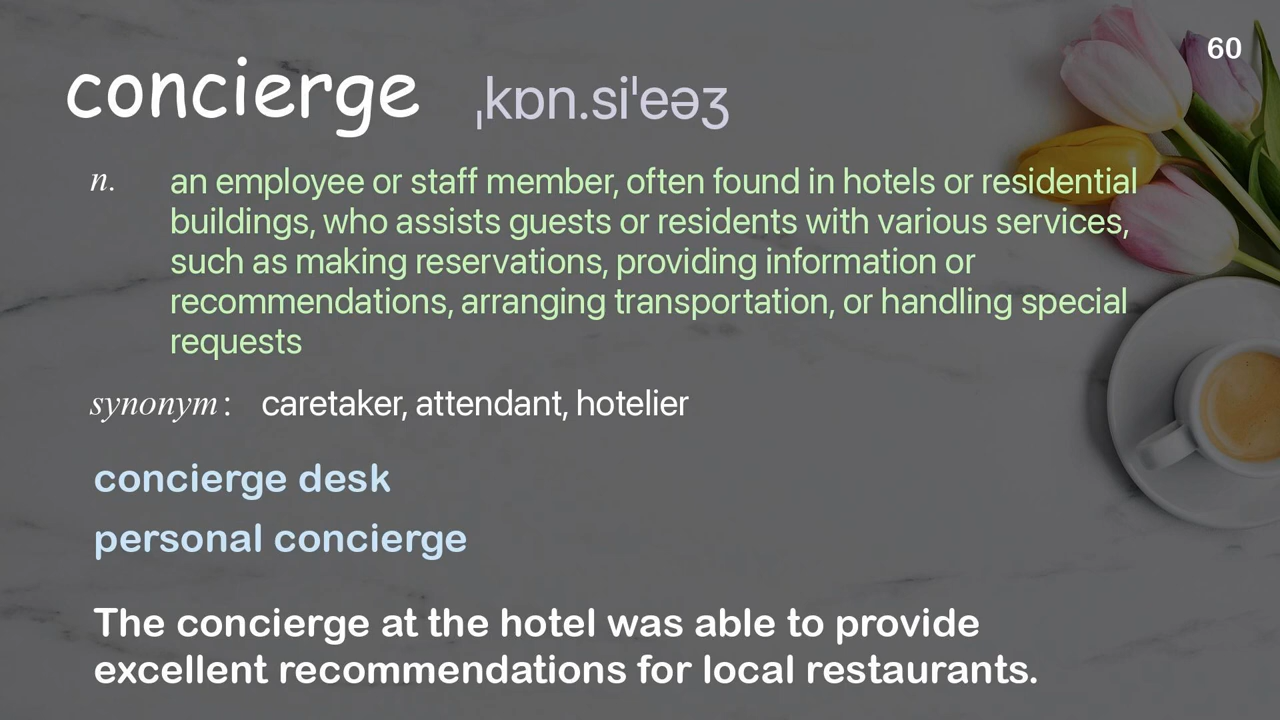 60
concierge ˌkɒn.siˈeəʒ
n. an employee or staff member, often found in hotels or residential
buildings, who assists guests or residents with various services,
such as making reservations, providing information or
recommendations, arranging transportation, or handling special
requests
synonym: caretaker, attendant, hotelier
concierge desk
personal concierge
The concierge at the hotel was able to provide
excellent recommendations for local restaurants.